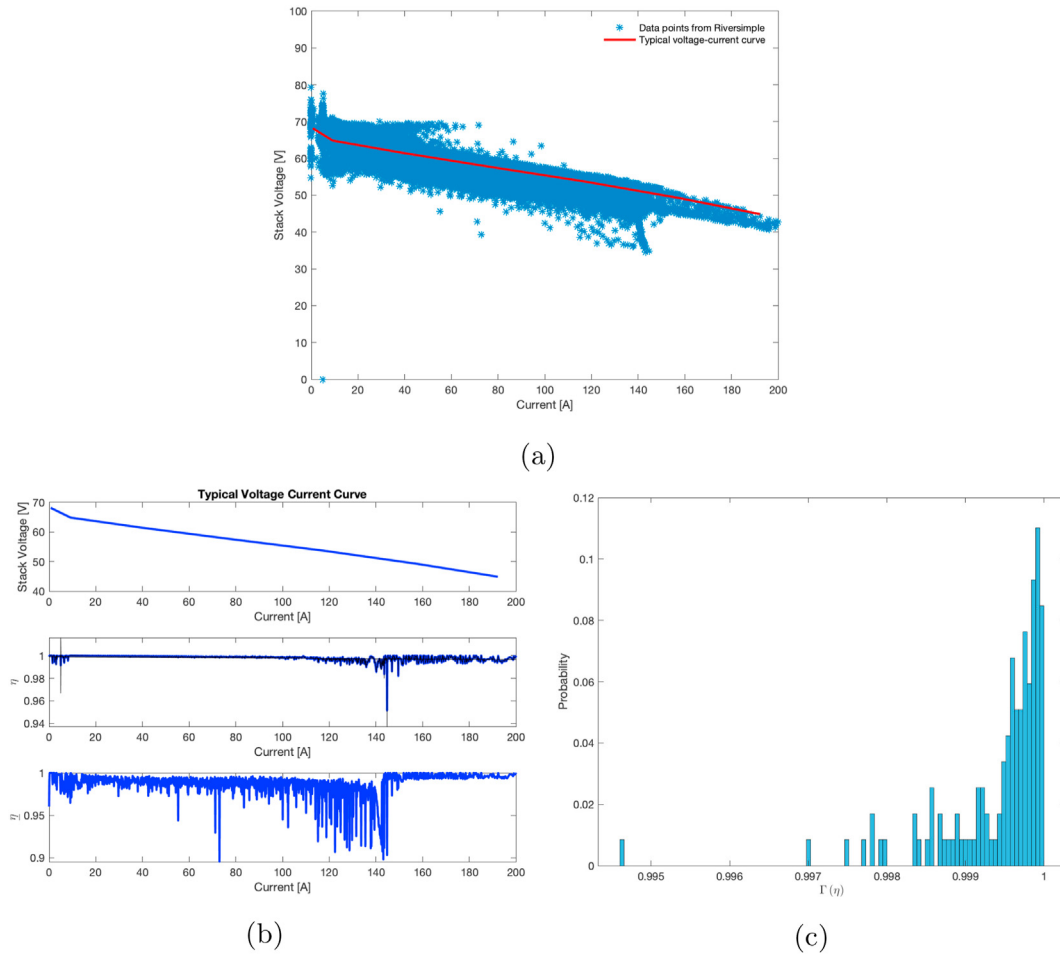 100
90
80
70
60
50
40
30
20
10
0
Stack Voltage [V]
Data points from Riversimple
Typical voltage-current curve
0 20 40 60 80 100 120 140 160 180 200
Current [A]
(a)
Typical Voltage Current Curve
70
60
50
40
Stack Voltage [V]
0 20 40 60 80 100 120 140 160 180 200
Current [A]
1
0.98
0.96
0.94
η
0 20 40 60 80 100 120 140 160 180 200
Current [A]
1
0.95
0.9
η
0 20 40 60 80 100 120 140 160 180 200
Current [A]
(b)
0.12
0.1
0.08
0.06
0.04
0.02
0
Probability
0.995 0.996 0.997 0.998 0.999 1
Γ (η)
(c)